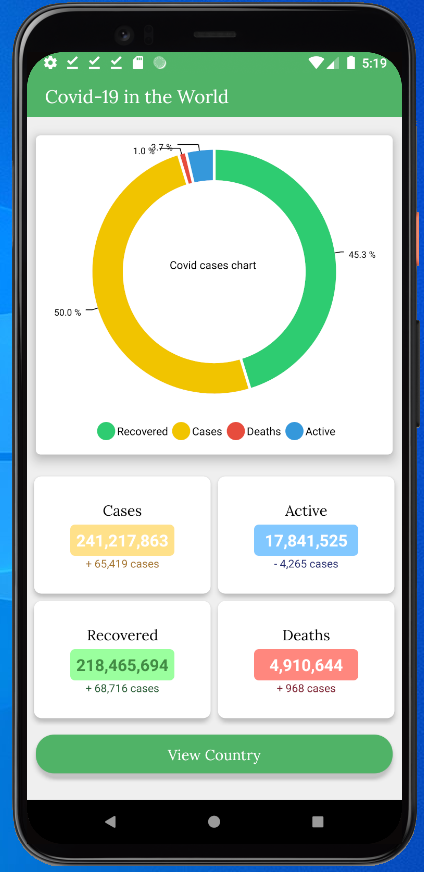 5:19
Covid-19 in the World
1.0 %
3.7 %
45.3 %
Covid cases chart
50.0 %
Recovered Cases Deaths Active
Cases
241,217,863
+ 65,419 cases
Active
17,841,525
- 4,265 cases
Recovered
218,465,694
+ 68,716 cases
Deaths
4,910,644
+ 968 cases
View Country